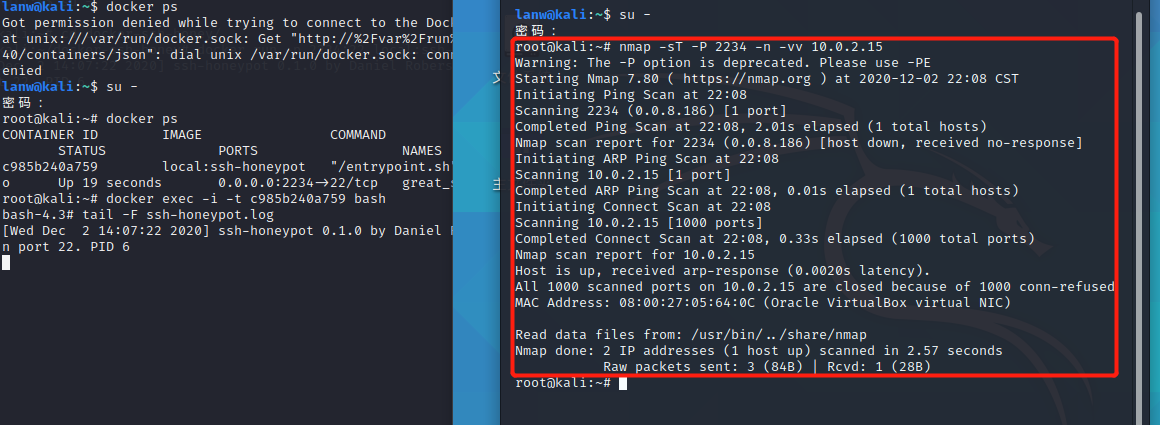 lanw@kali:~$ docker ps
Got permission denied while trying to connect to the Dock
at unix:///var/run/docker.sock: Get "http://%2Fvar%2Frun%
40/containers/json": dial unix /var/run/docker.sock: conn
enied
lanw@kali:~$ su -
密码：
root@kali:~# docker ps
CONTAINER ID        IMAGE               COMMAND
STATUS              PORTS                  NAMES
c985b240a759        local:ssh-honeypot   "/entrypoint.sh"
o      Up 19 seconds       0.0.0.0:2234→22/tcp   great_s
root@kali:~# docker exec -i -t c985b240a759 bash
bash-4.3# tail -F ssh-honeypot.log
[Wed Dec  2 14:07:22 2020] ssh-honeypot 0.1.0 by Daniel
n port 22. PID 6
lanw@kali:~$ su -
密码：
root@kali:~# nmap -sT -P 2234 -n -vv 10.0.2.15
Warning: The -P option is deprecated. Please use -PE
Starting Nmap 7.80 ( https://nmap.org ) at 2020-12-02 22:08 CST
Initiating Ping Scan at 22:08
Scanning 2234 (0.0.8.186) [1 port]
Completed Ping Scan at 22:08, 2.01s elapsed (1 total hosts)
Nmap scan report for 2234 (0.0.8.186) [host down, received no-response]
Initiating ARP Ping Scan at 22:08
Scanning 10.0.2.15 [1 port]
Completed ARP Ping Scan at 22:08, 0.01s elapsed (1 total hosts)
Initiating Connect Scan at 22:08
Scanning 10.0.2.15 [1000 ports]
Completed Connect Scan at 22:08, 0.33s elapsed (1000 total ports)
Nmap scan report for 10.0.2.15
Host is up, received arp-response (0.0020s latency).
All 1000 scanned ports on 10.0.2.15 are closed because of 1000 conn-refused
MAC Address: 08:00:27:05:64:0C (Oracle VirtualBox virtual NIC)
Read data files from: /usr/bin/../share/nmap
Nmap done: 2 IP addresses (1 host up) scanned in 2.57 seconds
Raw packets sent: 3 (84B) | Rcvd: 1 (28B)
root@kali:~#